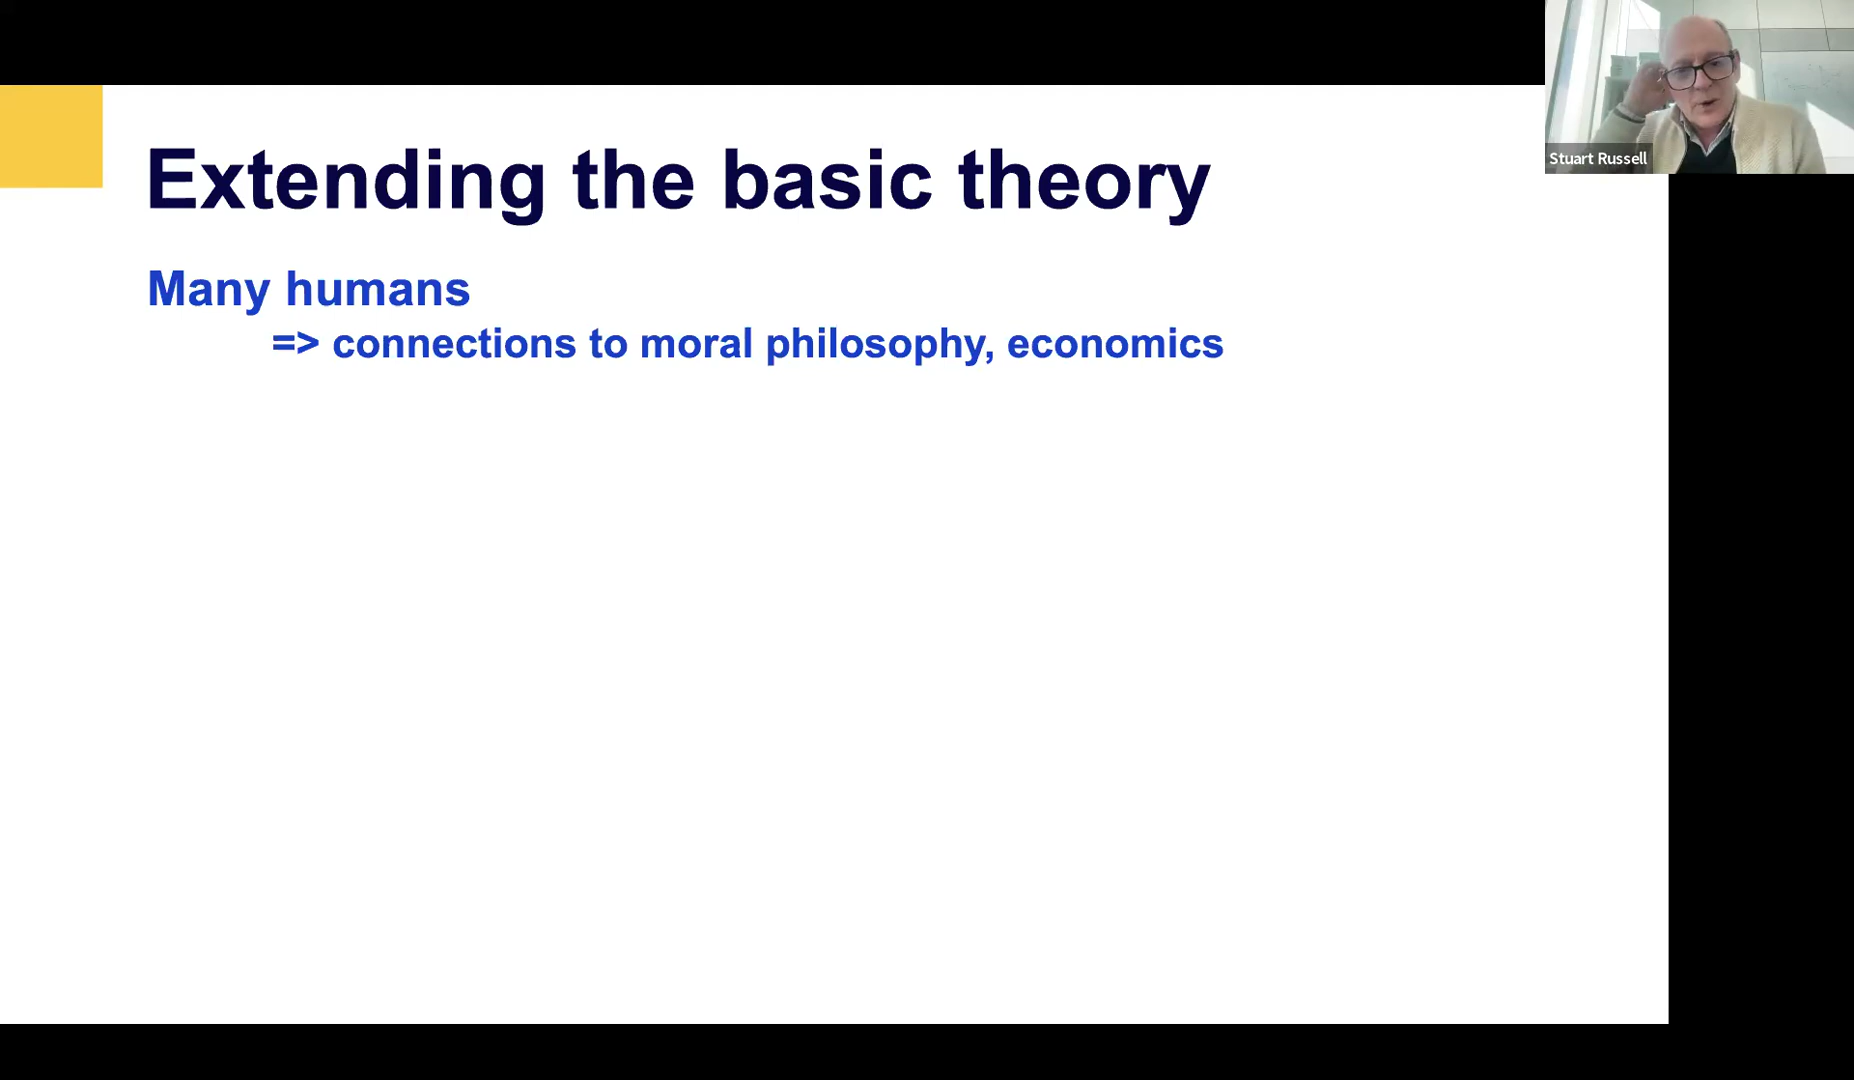 Stuart Russell
Extending the basic theory
Many humans
=> connections to moral philosophy, economics